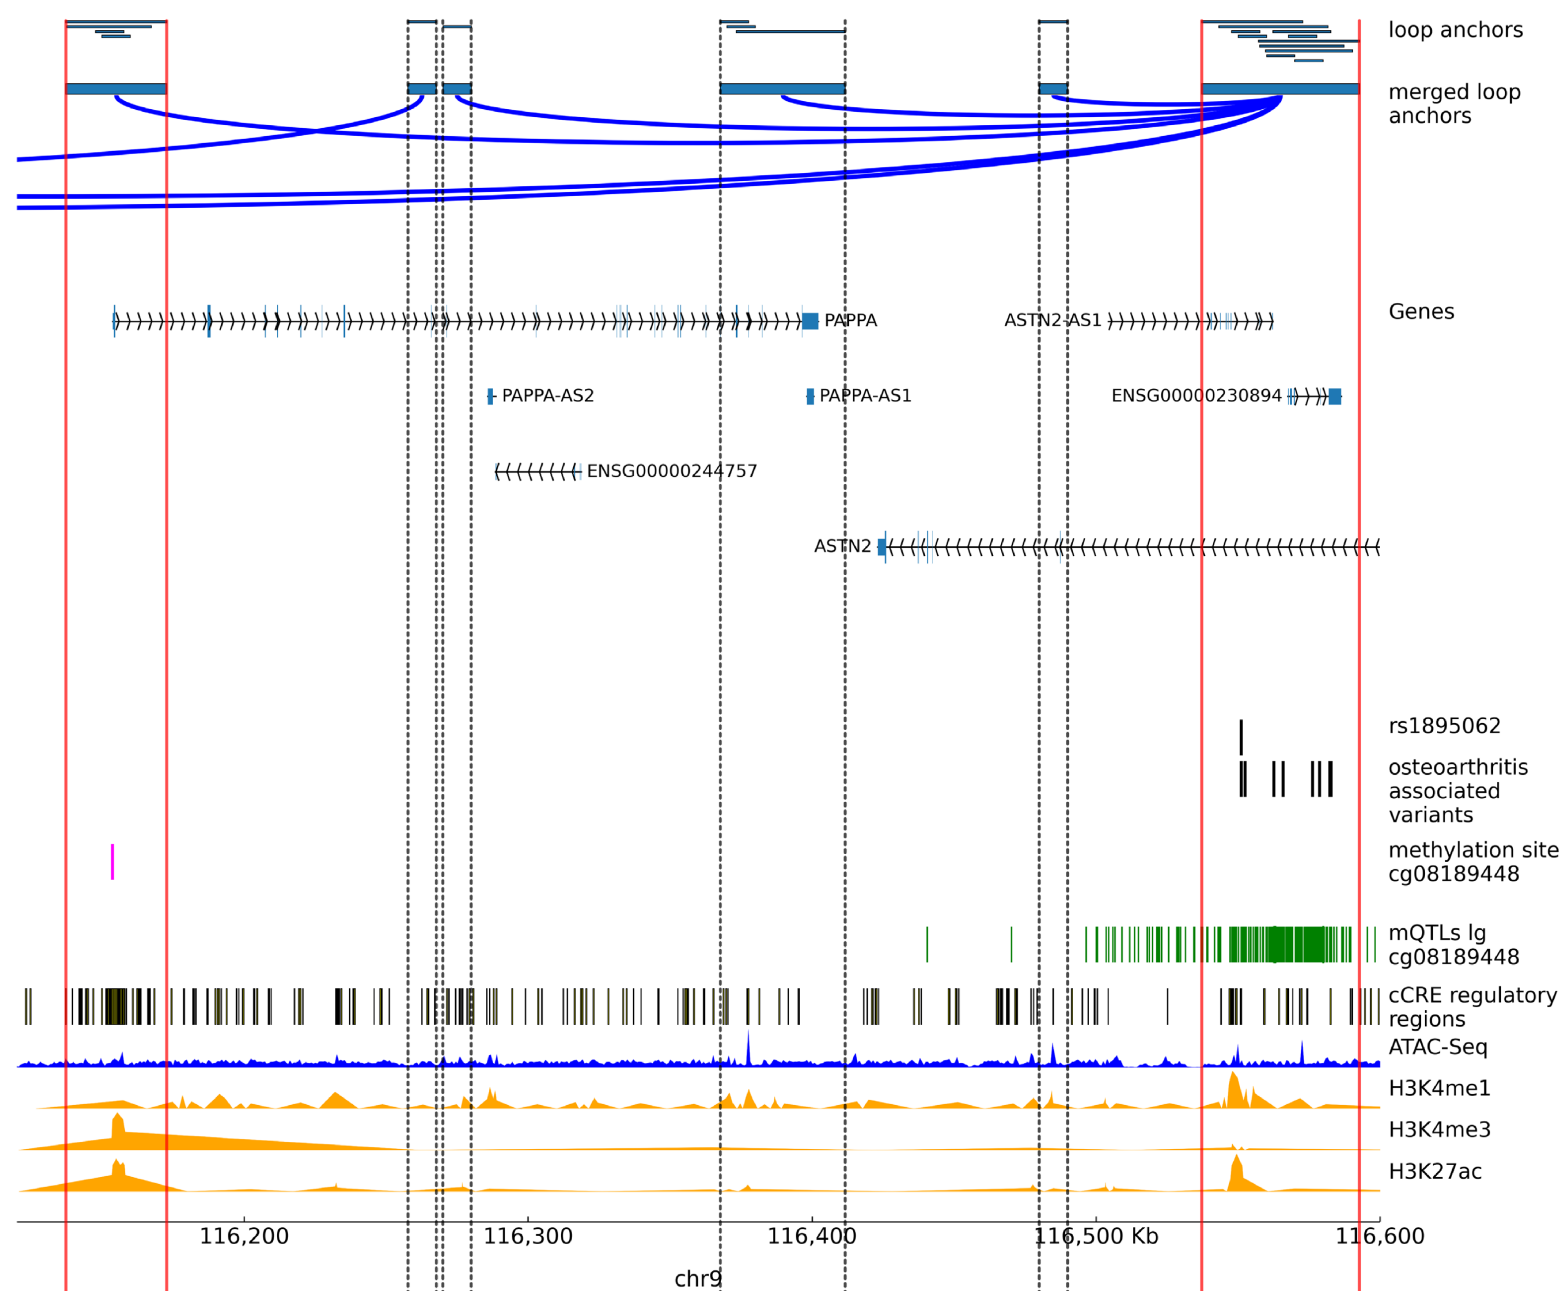 loop anchors
merged loop
anchors
Genes
PAPPA
ASTN2-AS1
PAPPA-AS2
PAPPA-AS1
ENSG00000230894
ENSG00000244757
ASTN2
rs1895062
osteoarthritis
associated
variants
methylation site
cg08189448
mQTLs lg
cg08189448
cCRE regulatory
regions
ATAC-Seq
H3K4me1
H3K4me3
H3K27ac
116,200
116,300
116,400
116,500 Kb
116,600
chr9